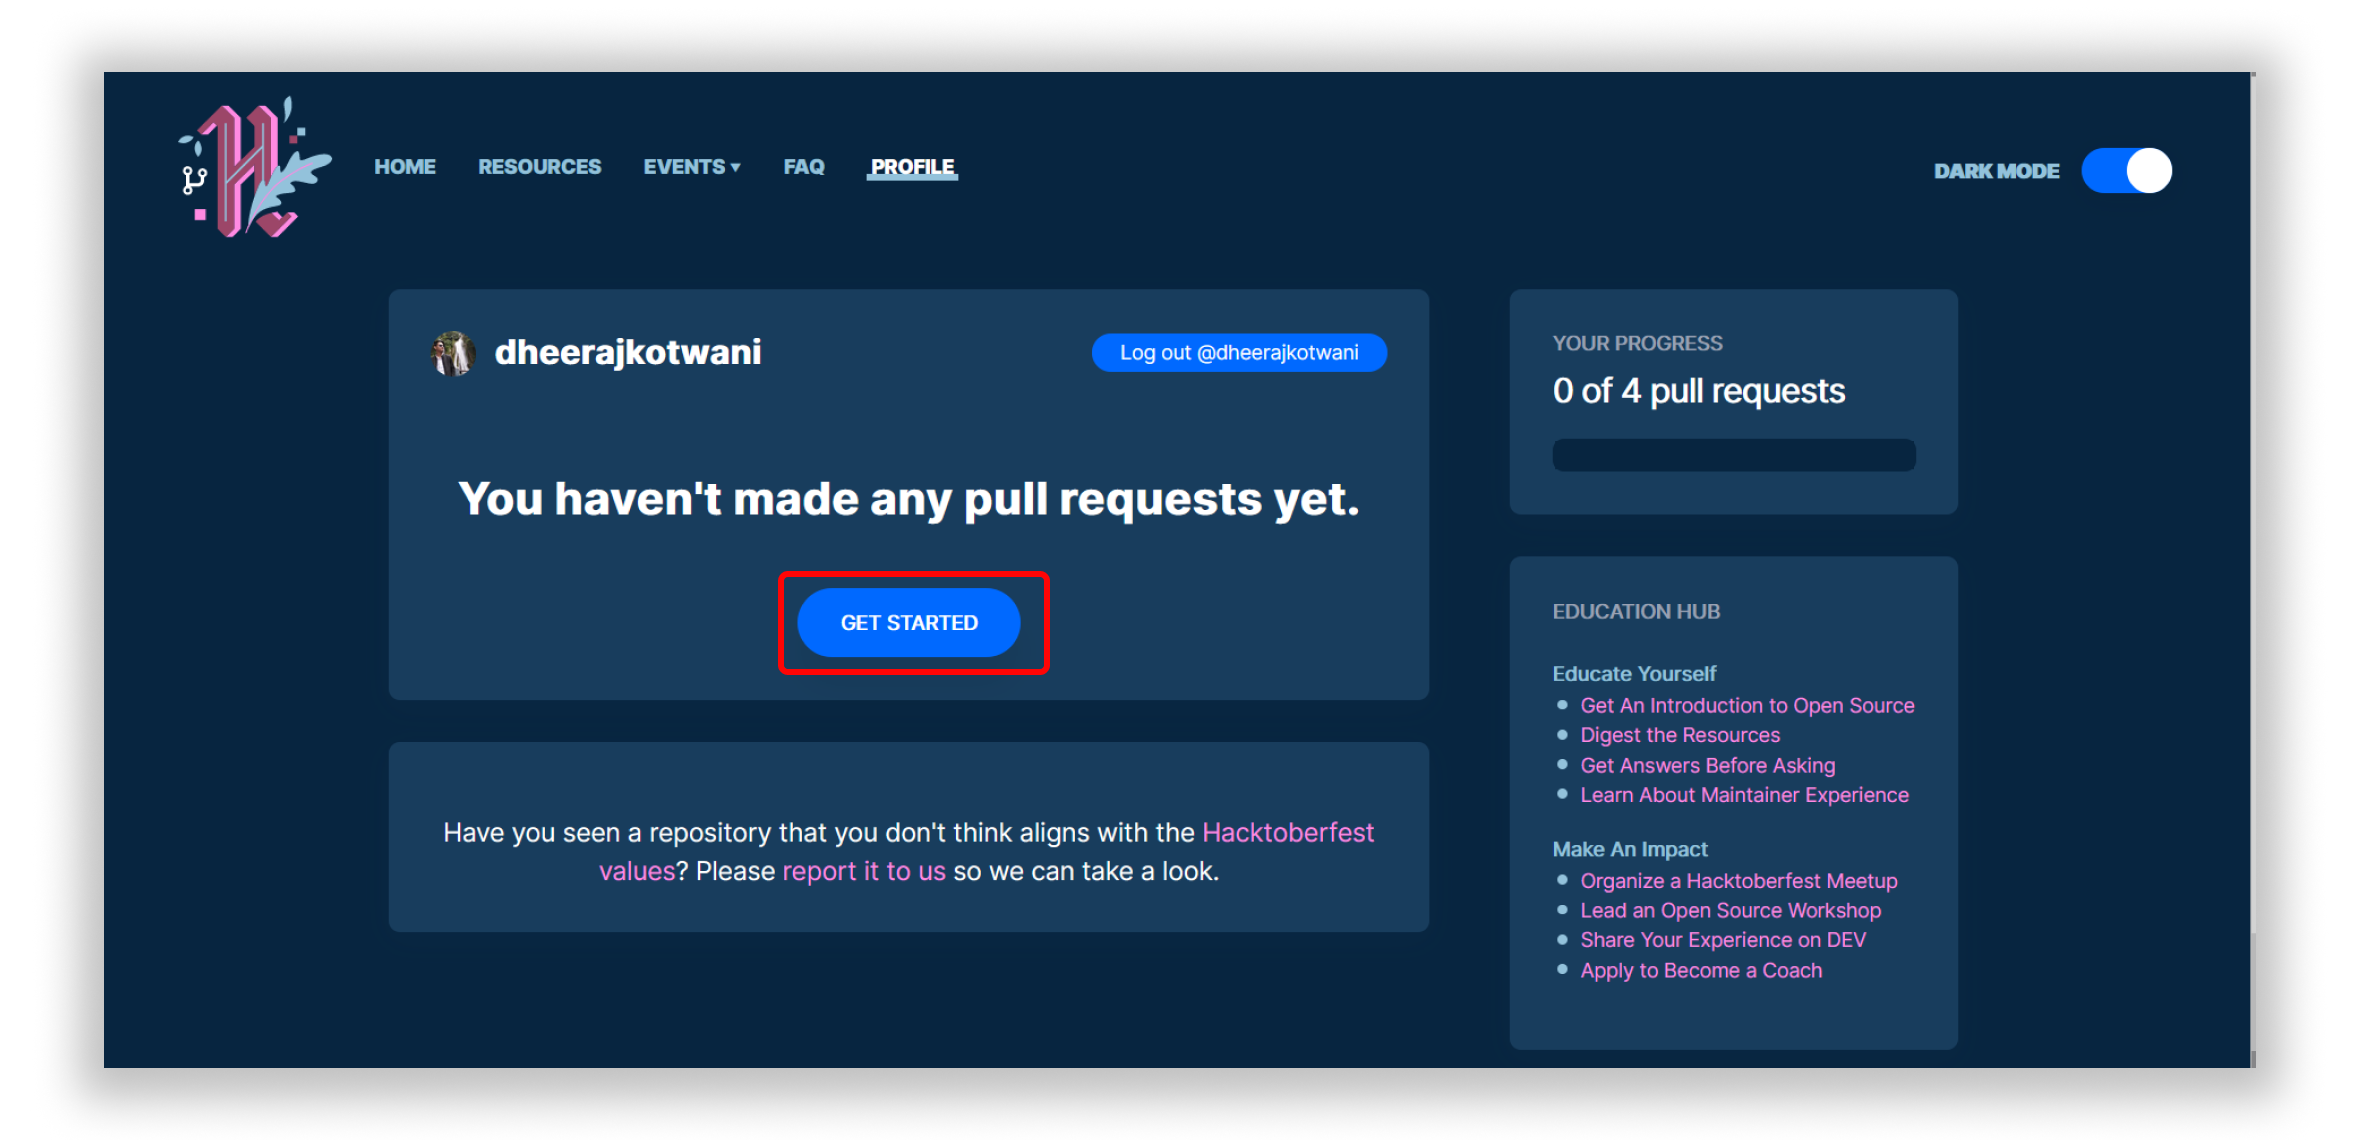 HOME RESOURCES EVENTS ▾ FAQ PROFILE
DARK MODE
dheerajkotwani
Log out @dheerajkotwani
You haven't made any pull requests yet.
GET STARTED
Have you seen a repository that you don't think aligns with the Hacktoberfest
values? Please report it to us so we can take a look.
YOUR PROGRESS
0 of 4 pull requests
EDUCATION HUB
Educate Yourself
Get An Introduction to Open Source
Digest the Resources
Get Answers Before Asking
Learn About Maintainer Experience
Make An Impact
Organize a Hacktoberfest Meetup
Lead an Open Source Workshop
Share Your Experience on DEV
Apply to Become a Coach